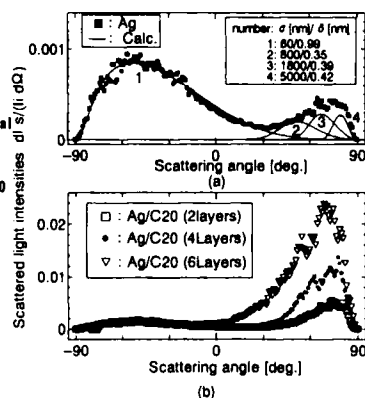 (a)
Ag
Calc.
number: σ [nm]/ δ [nm]
1: 60/0.99
2: 800/0.35
3: 1800/0.39
4: 5000/0.42
0.001
0
1
2
3
4
-90
0
90
Scattering angle [deg.]
(a)
Scattered light intensities dI s/(Ii dΩ)
(b)
0.02
0.01
0
: Ag/C20 (2layers)
: Ag/C20 (4Layers)
: Ag/C20 (6Layers)
-90
0
90
Scattering angle [deg.]
(b)